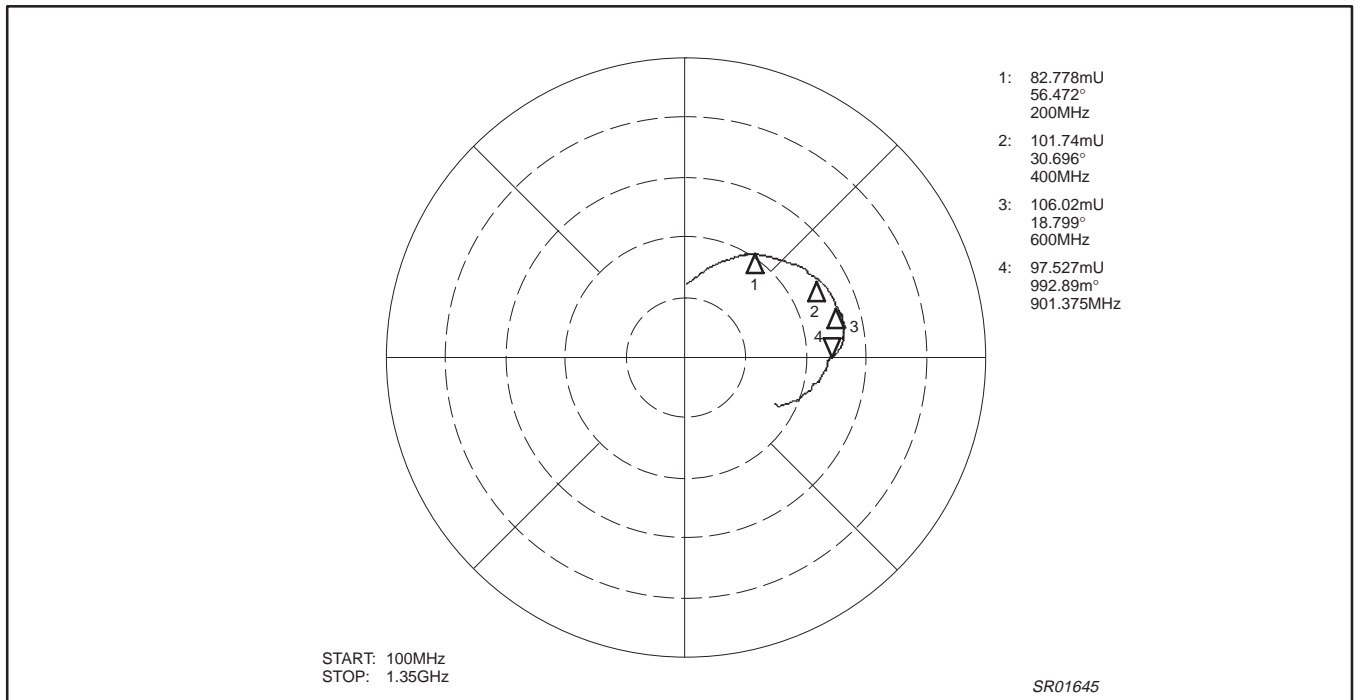 1: 82.778mU
56.472°
200MHz
2: 101.74mU
30.696°
400MHz
3: 106.02mU
18.799°
600MHz
4: 97.527mU
992.89m°
901.375MHz
1
2
3
4
START: 100MHz
STOP: 1.35GHz
SR01645